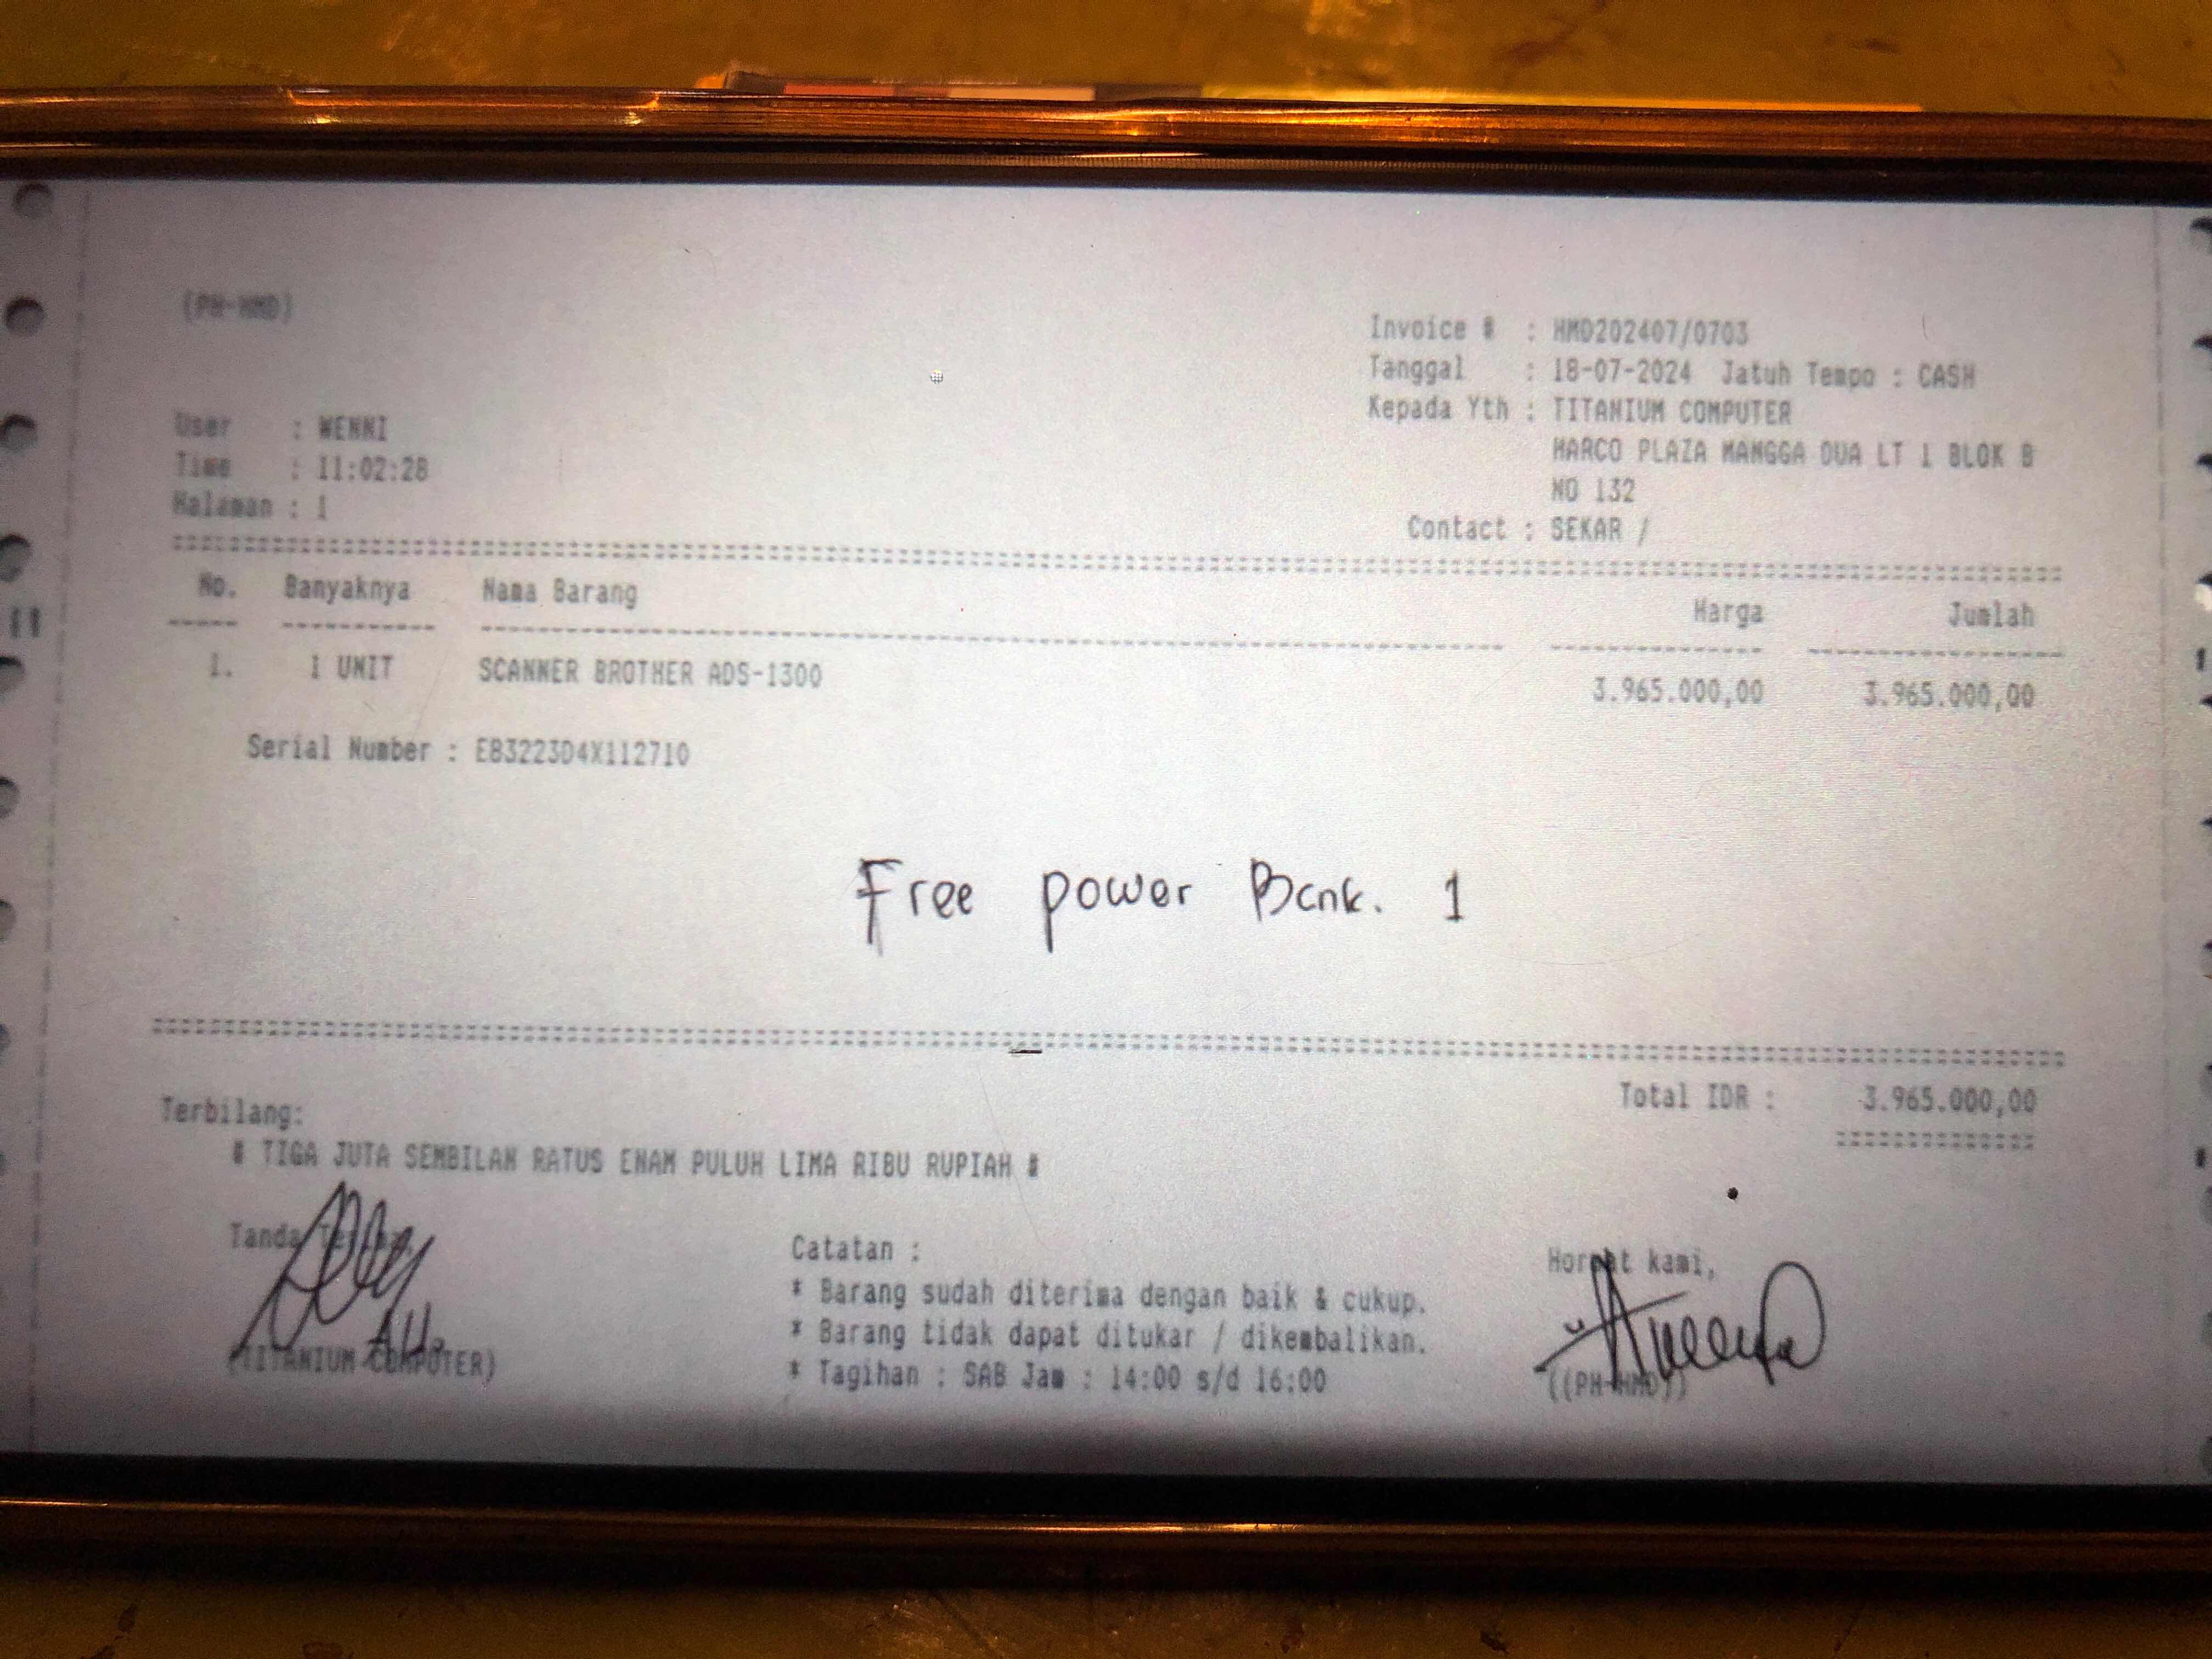 (PH-HMD)
Invoice # : HMD202407/0703
Tanggal : 18-07-2024 Jatuh Tempo : CASH
Kepada Yth : TITANIUM COMPUTER
HARCO PLAZA MANGGA DUA LT 1 BLOK B
NO 132
Contact : SEKAR /
User : WENNI
Time : 11:02:28
Halaman : 1
No. Banyaknya Nama Barang Harga Jumlah
1. 1 UNIT SCANNER BROTHER ADS-1300 3.965.000,00 3.965.000,00
Serial Number : E83223D4X112710
Free power Bank. 1
Total IDR : 3.965.000,00
Terbilang:
# TIGA JUTA SEMBILAN RATUS ENAM PULUH LIMA RIBU RUPIAH #
Tanda Terima,
(TITANIUM COMPUTER)
Catatan :
* Barang sudah diterima dengan baik & cukup.
* Barang tidak dapat ditukar / dikembalikan.
* Tagihan : SAB Jam : 14:00 s/d 16:00
Hormat kami,
((PH-HMD))